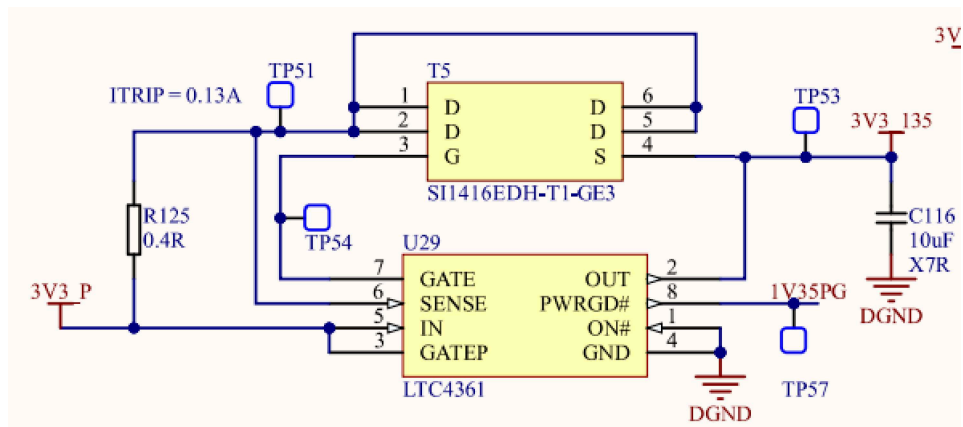 3V
TP51
T5
ITRIP = 0.13A
TP53
3V3_135
1 D D 6
2 D D 5
3 G S 4
SI1416EDH-T1-GE3
R125
0.4R
TP54
C116
10uF
X7R
U29
3V3_P
7 GATE OUT 2
6 SENSE PWRGD# 8
1V35PG
5 IN ON# 1
3 GATEP GND 4
DGND
LTC4361
TP57
DGND